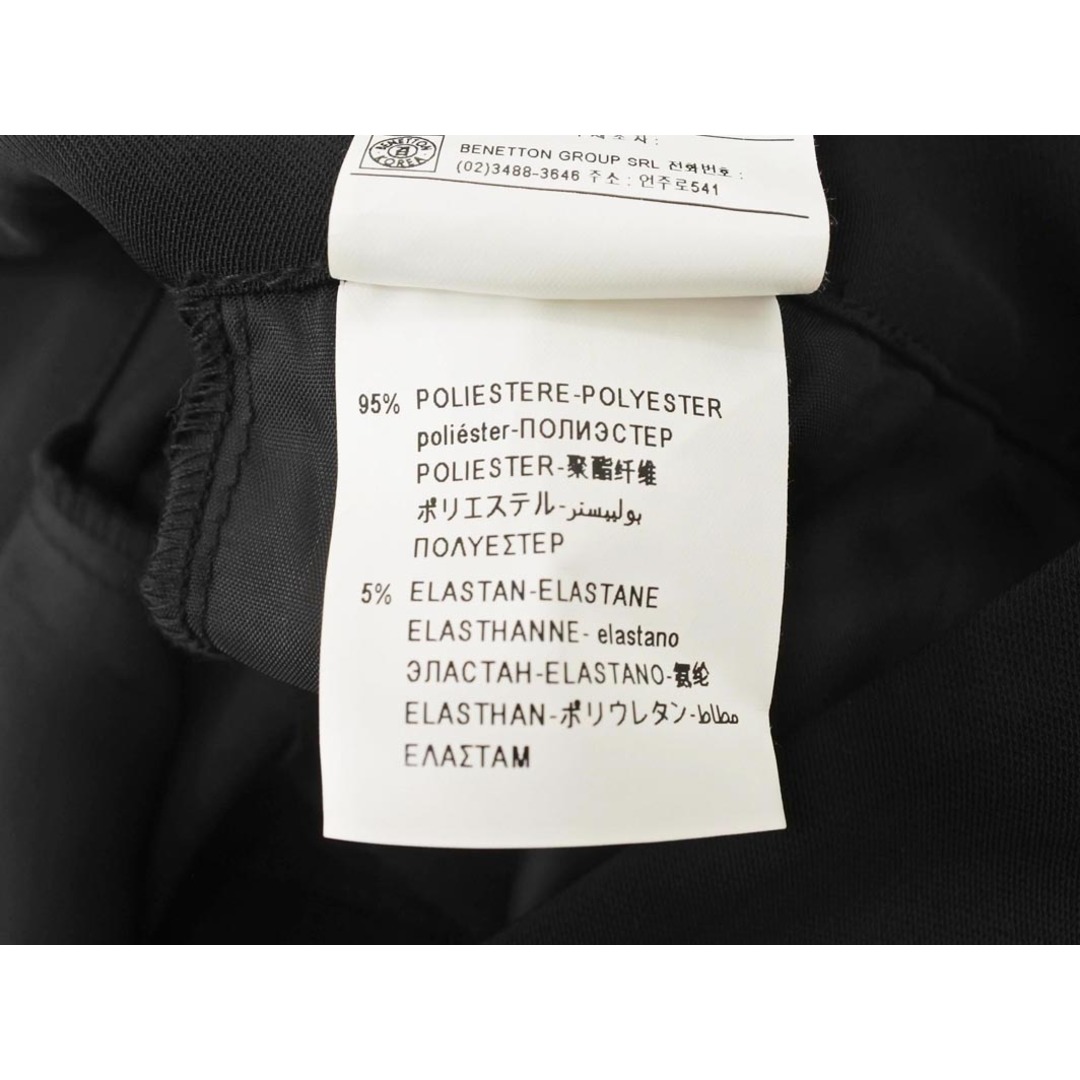 BENETTON
KOREA
BENETTON GROUP SRL 전화번호 :
(02)3488-3646 주소 : 언주로541
95% POLIESTERE-POLYESTER
poliéster-ПОЛИЭСТЕР
POLIESTER-聚酯纤维
ポリエステル-بولييستر
ΠΟΛΥΕΣΤΕΡ
5% ELASTAN-ELASTANE
ELASTHANNE- elastano
ЭЛАСТАН-ELASTANO-氨纶
ELASTHAN-ポリウレタン-مطاط
ΕΛΑΣΤΑΜ